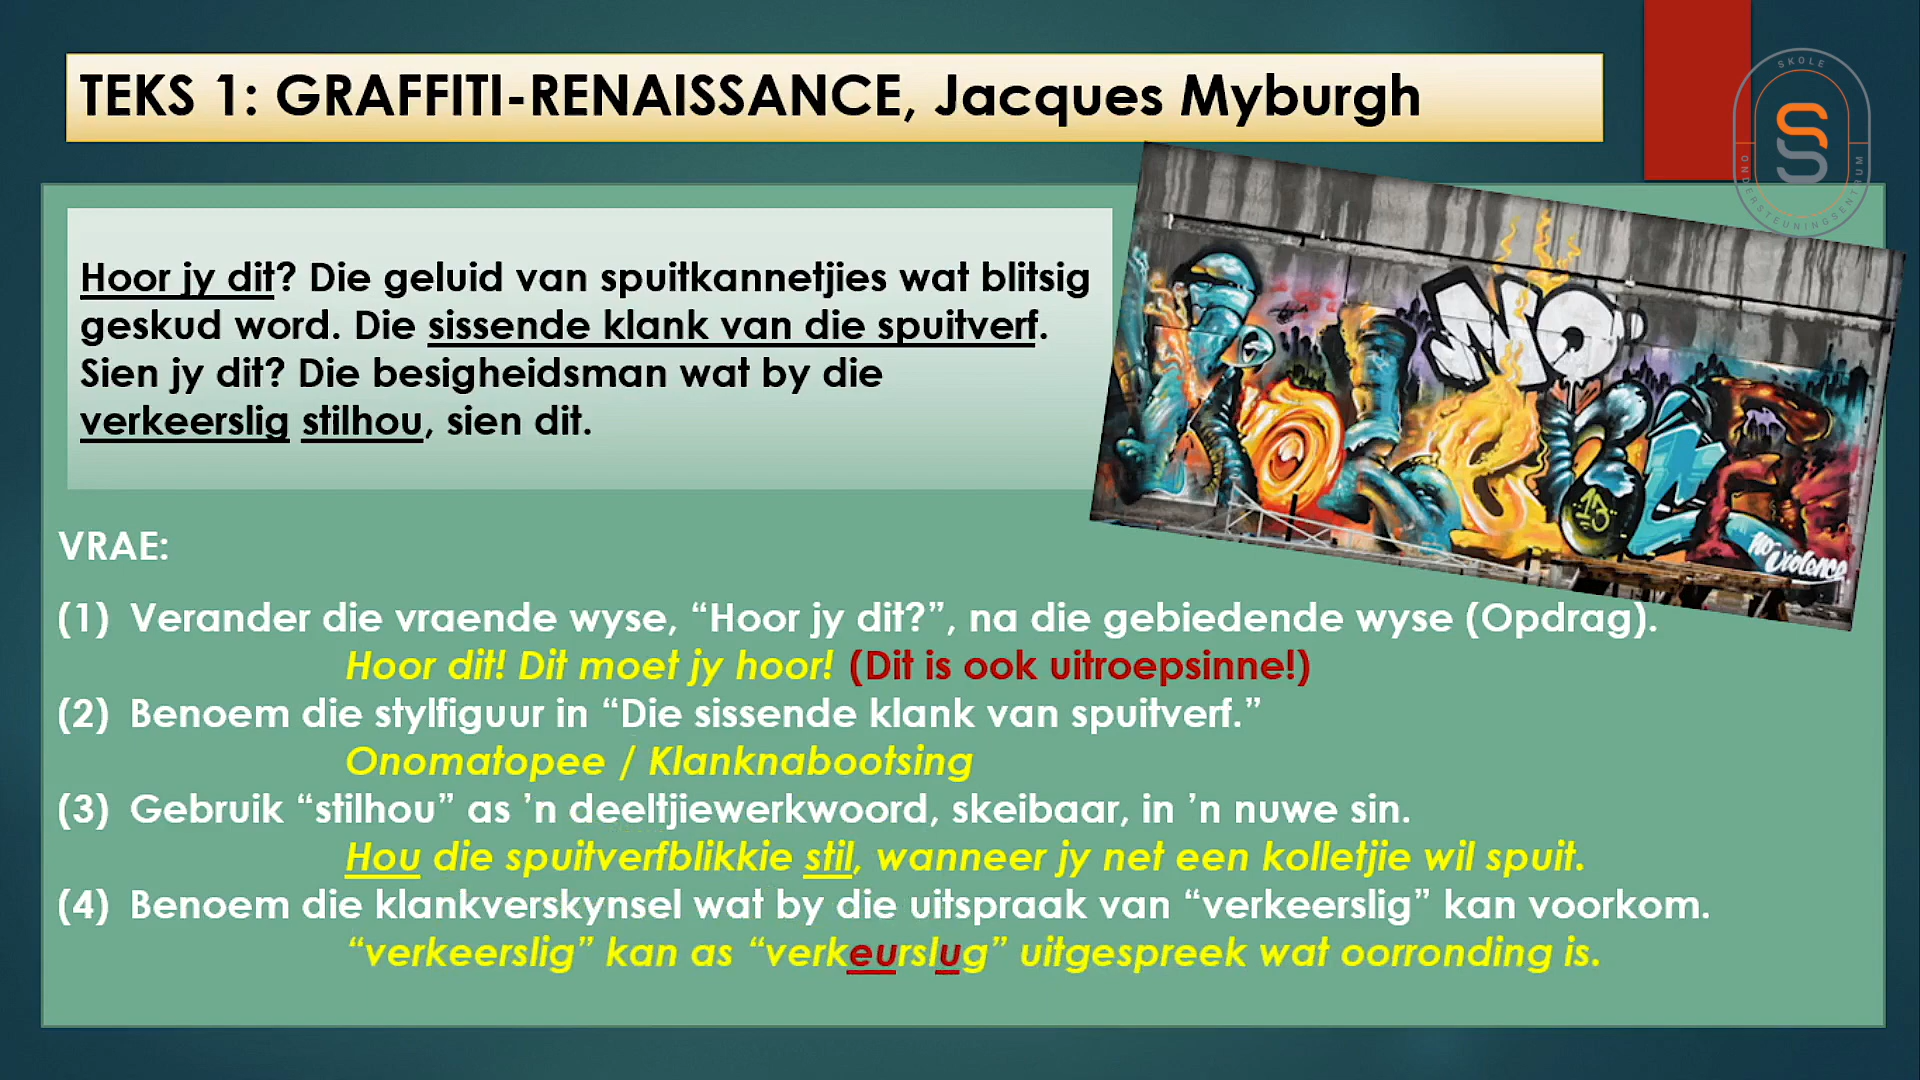 TEKS 1: GRAFFITI-RENAISSANCE, Jacques Myburgh
SKOLE
ONDERSTEUNINGSENTRUM
Hoor jy dit? Die geluid van spuitkannetjies wat blitsig
geskud word. Die sissende klank van die spuitverf.
Sien jy dit? Die besigheidsman wat by die
verkeerslig stilhou, sien dit.
NO
VIOLENCE
13
no
violence
VRAE:
(1) Verander die vraende wyse, “Hoor jy dit?”, na die gebiedende wyse (Opdrag).
Hoor dit! Dit moet jy hoor! (Dit is ook uitroepsinne!)
(2) Benoem die stylfiguur in “Die sissende klank van spuitverf.”
Onomatopee / Klanknabootsing
(3) Gebruik “stilhou” as ’n deeltjiewerkwoord, skeibaar, in ’n nuwe sin.
Hou die spuitverfblikkie stil, wanneer jy net een kolletjie wil spuit.
(4) Benoem die klankverskynsel wat by die uitspraak van “verkeerslig” kan voorkom.
“verkeerslig” kan as “verkeurslug” uitgespreek wat oorronding is.